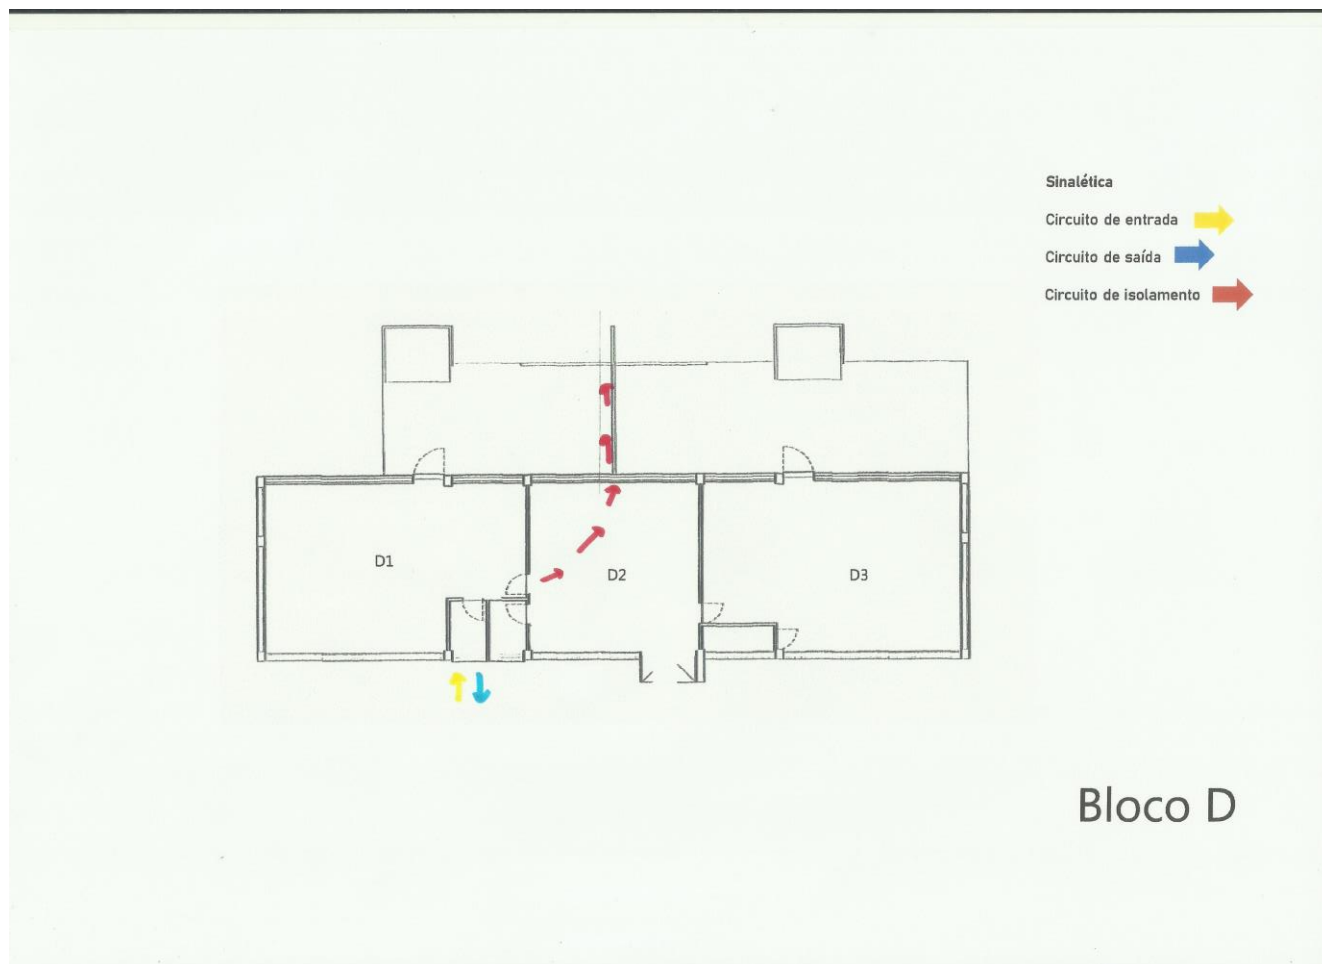 Sinalética
Circuito de entrada
Circuito de saída
Circuito de isolamento
D1
D2
D3
Bloco D